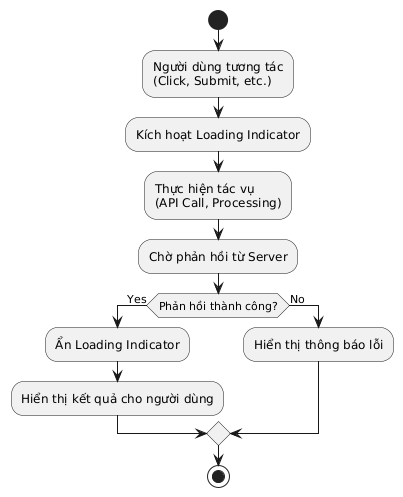 Người dùng tương tác
(Click, Submit, etc.)
Kích hoạt Loading Indicator
Thực hiện tác vụ
(API Call, Processing)
Chờ phản hồi từ Server
Phản hồi thành công?
Yes
No
Ẩn Loading Indicator
Hiển thị thông báo lỗi
Hiển thị kết quả cho người dùng